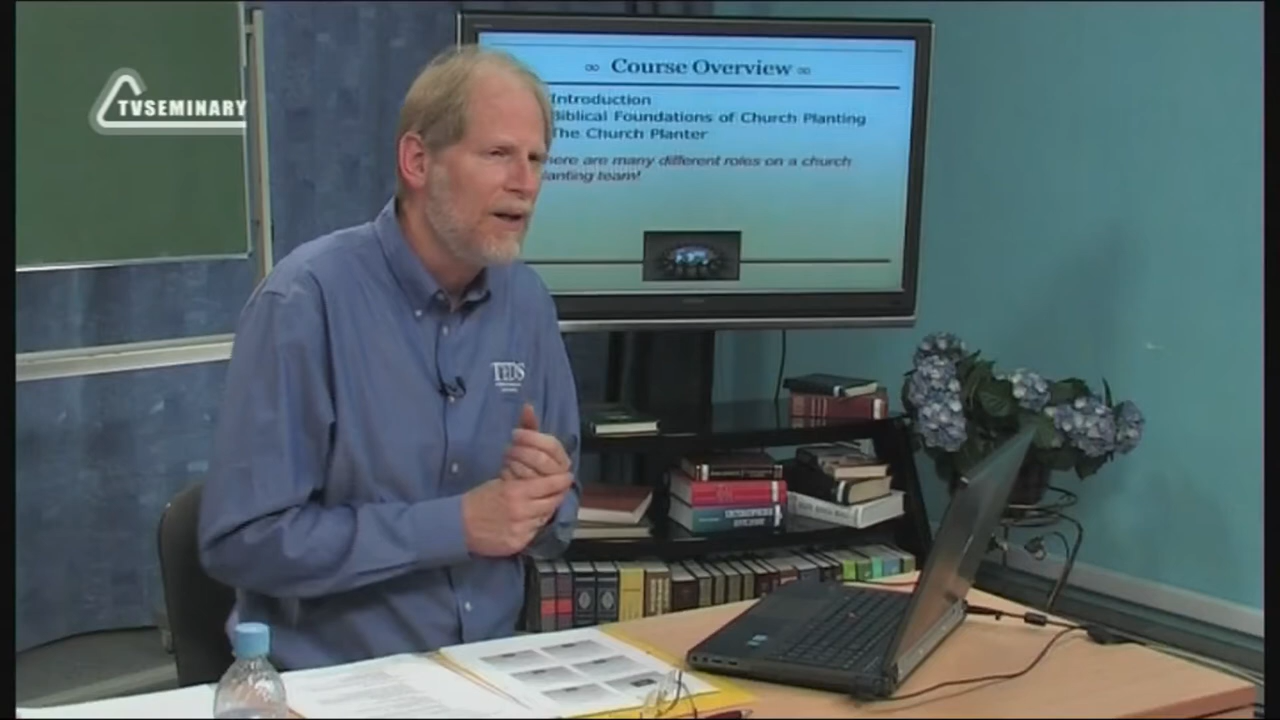 TVSEMINARY
∞ Course Overview ∞
Introduction
Biblical Foundations of Church Planting
The Church Planter
here are many different roles on a church
lanting team!
TEDS